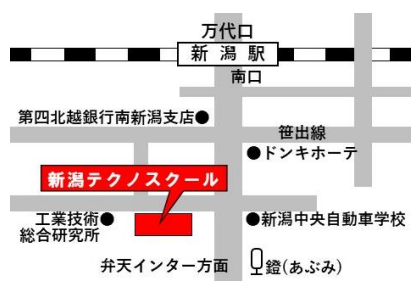 万代口
新潟駅
南口
第四北越銀行南新潟支店●
笹出線
●ドンキホーテ
新潟テクノスクール
工業技術●
総合研究所
●新潟中央自動車学校
弁天インター方面
鐙(あぶみ)